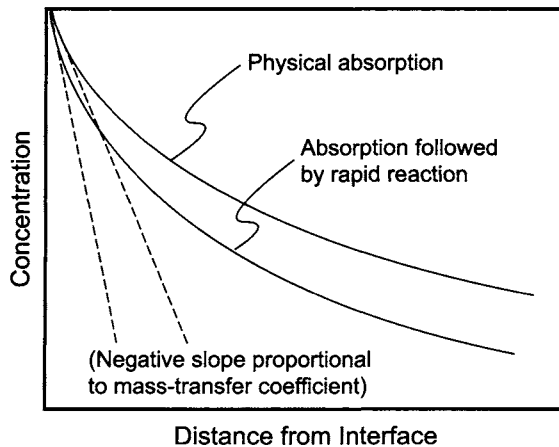 Physical absorption
Absorption followed
by rapid reaction
Concentration
(Negative slope proportional
to mass-transfer coefficient)
Distance from Interface